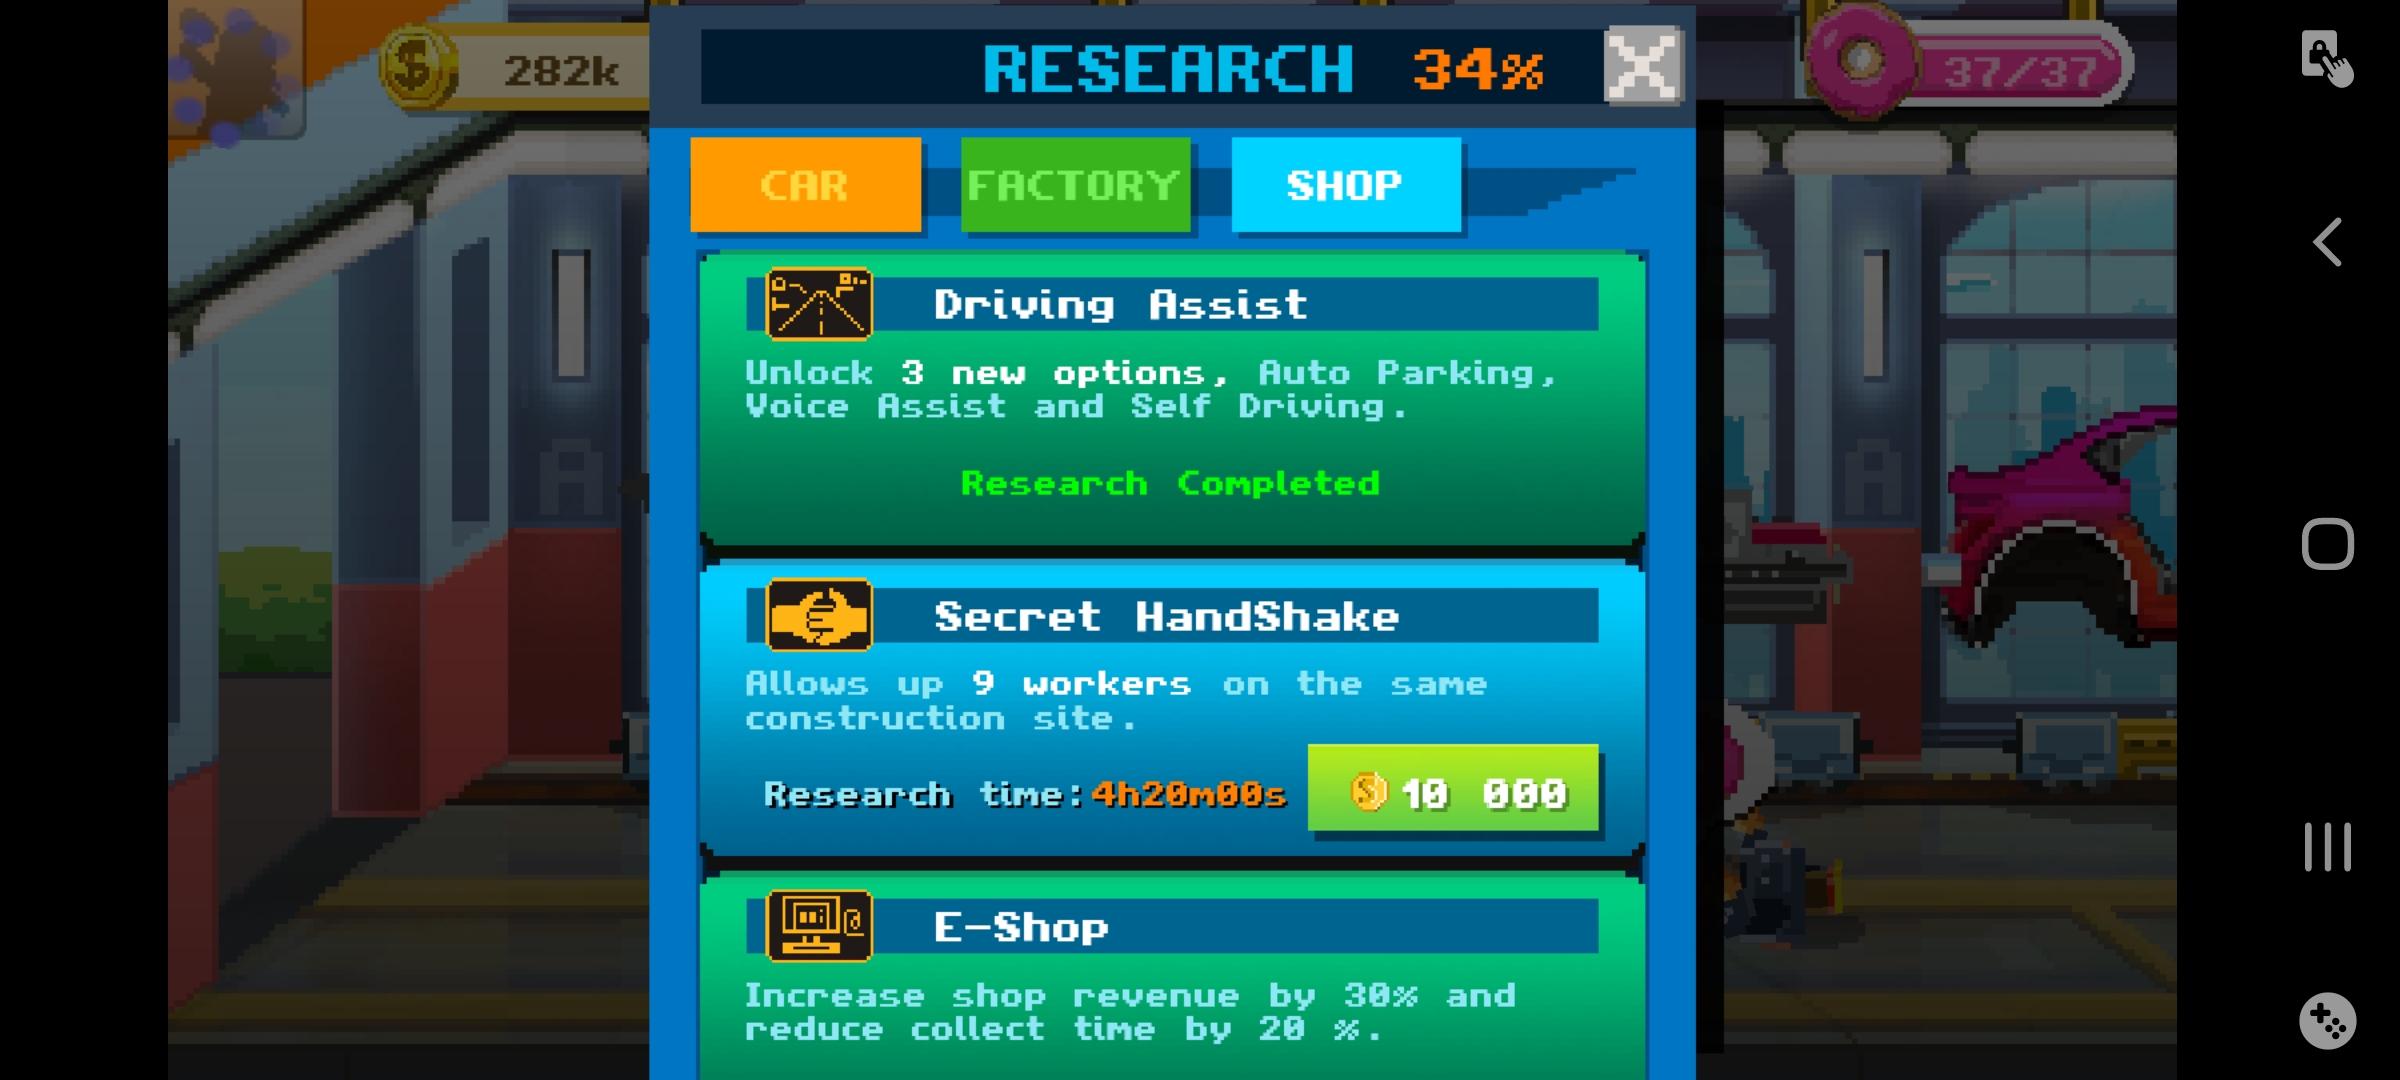 282k
RESEARCH 34%
37/37
CAR FACTORY SHOP
Driving Assist
Unlock 3 new options, Auto Parking,
Voice Assist and Self Driving.
Research Completed
Secret HandShake
Allows up 9 workers on the same
construction site.
Research time:4h20m00s 10 000
E-Shop
Increase shop revenue by 30% and
reduce collect time by 20 %.
A
A